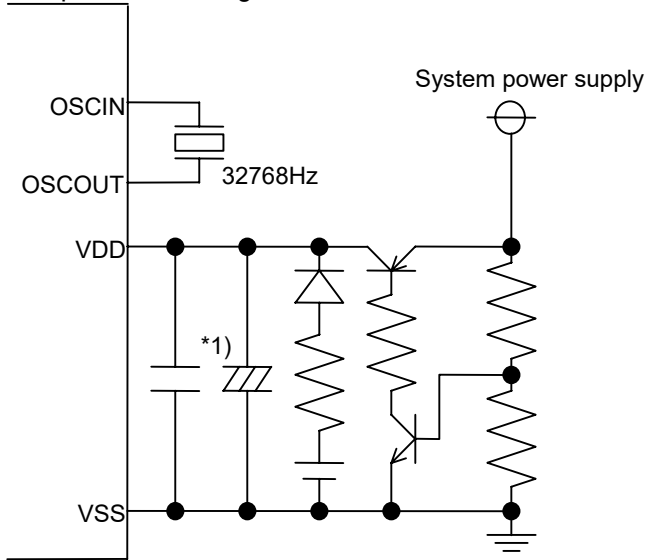 System power supply
OSCIN
OSCOUT
32768Hz
VDD
*1)
VSS